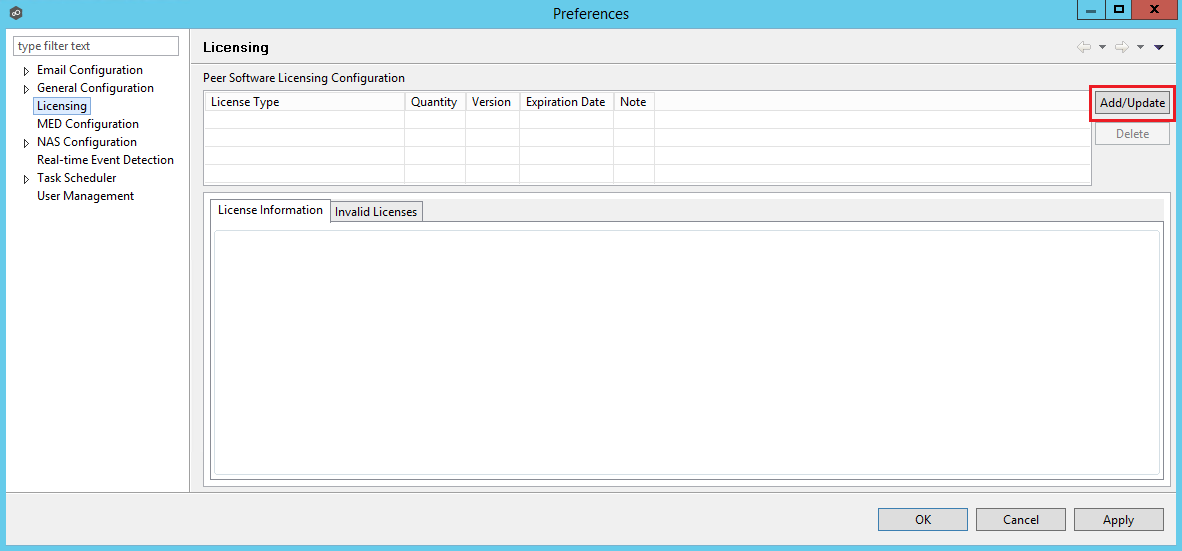 Preferences
type filter text
Email Configuration
General Configuration
Licensing
MED Configuration
NAS Configuration
Real-time Event Detection
Task Scheduler
User Management
Licensing
Peer Software Licensing Configuration
License Type Quantity Version Expiration Date Note
Add/Update
Delete
License Information Invalid Licenses
OK Cancel Apply